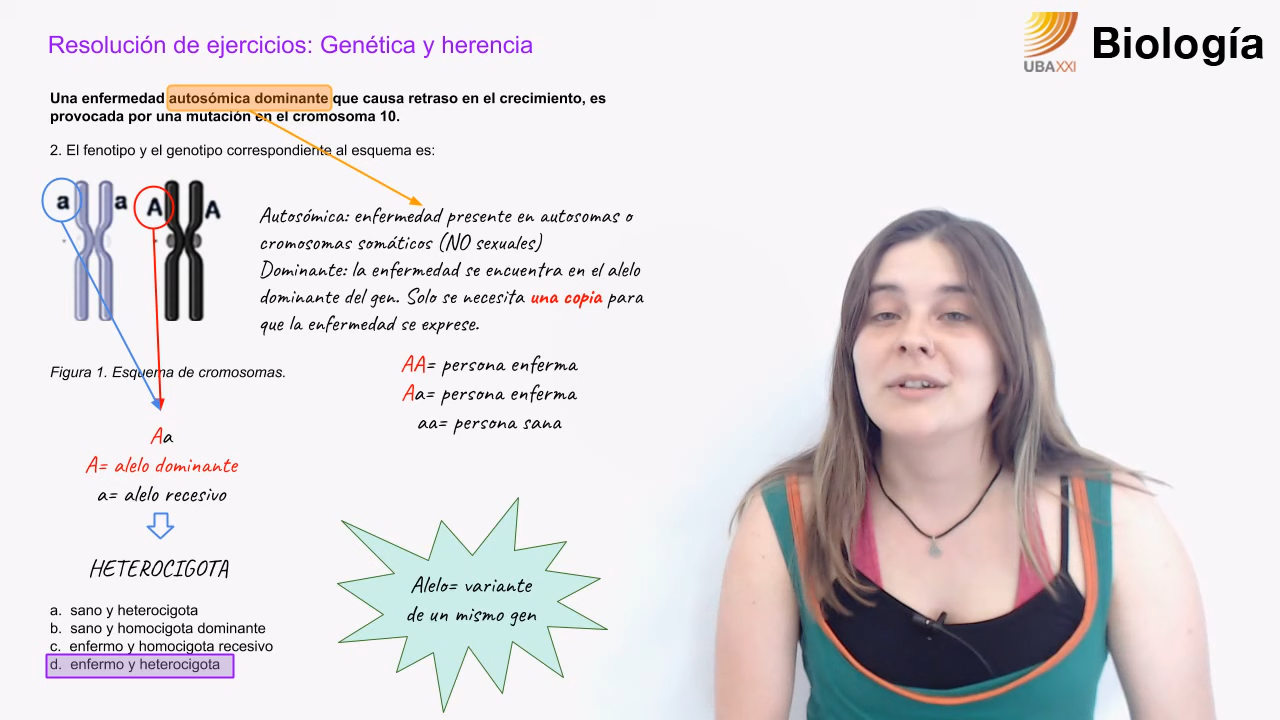 Resolución de ejercicios: Genética y herencia
UBAXXI
Biología
Una enfermedad autosómica dominante que causa retraso en el crecimiento, es
provocada por una mutación en el cromosoma 10.
2. El fenotipo y el genotipo correspondiente al esquema es:
a a A A
Autosómica: enfermedad presente en autosomas o
cromosomas somáticos (NO sexuales)
Dominante: la enfermedad se encuentra en el alelo
dominante del gen. Solo se necesita una copia para
que la enfermedad se exprese.
AA= persona enferma
Aa= persona enferma
aa= persona sana
Figura 1. Esquema de cromosomas.
Aa
A= alelo dominante
a= alelo recesivo
HETEROCIGOTA
Alelo= variante
de un mismo gen
a. sano y heterocigota
b. sano y homocigota dominante
c. enfermo y homocigota recesivo
d. enfermo y heterocigota